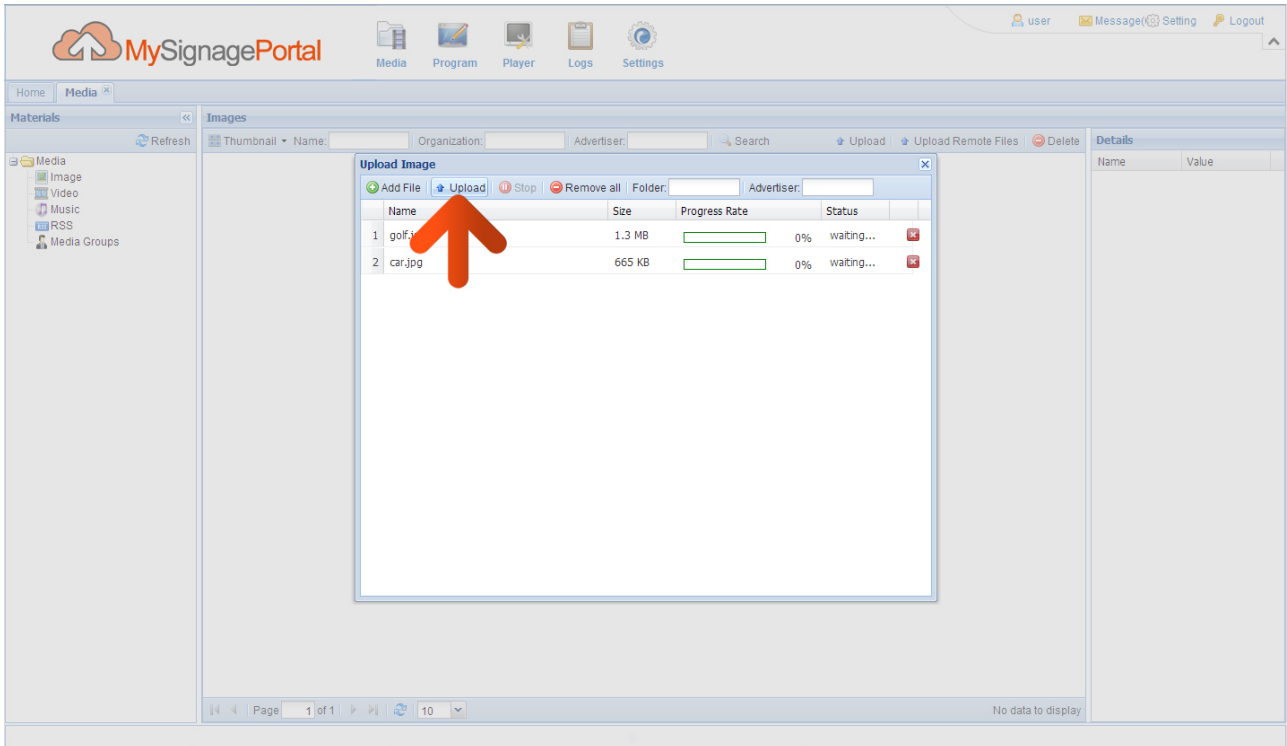 user Message( Setting Logout
MySignagePortal
Media Program Player Logs Settings
Home Media
Materials Images
Refresh Thumbnail Name: Organization: Advertiser: Search Upload Upload Remote Files Delete Details
Name Value
Media
Image
Video
Music
RSS
Media Groups
Upload Image
Add File Upload Stop Remove all Folder: Advertiser:
Name Size Progress Rate Status
1 golf.j 1.3 MB 0% waiting...
2 car.jpg 665 KB 0% waiting...
Page 1 of 1 10 No data to display